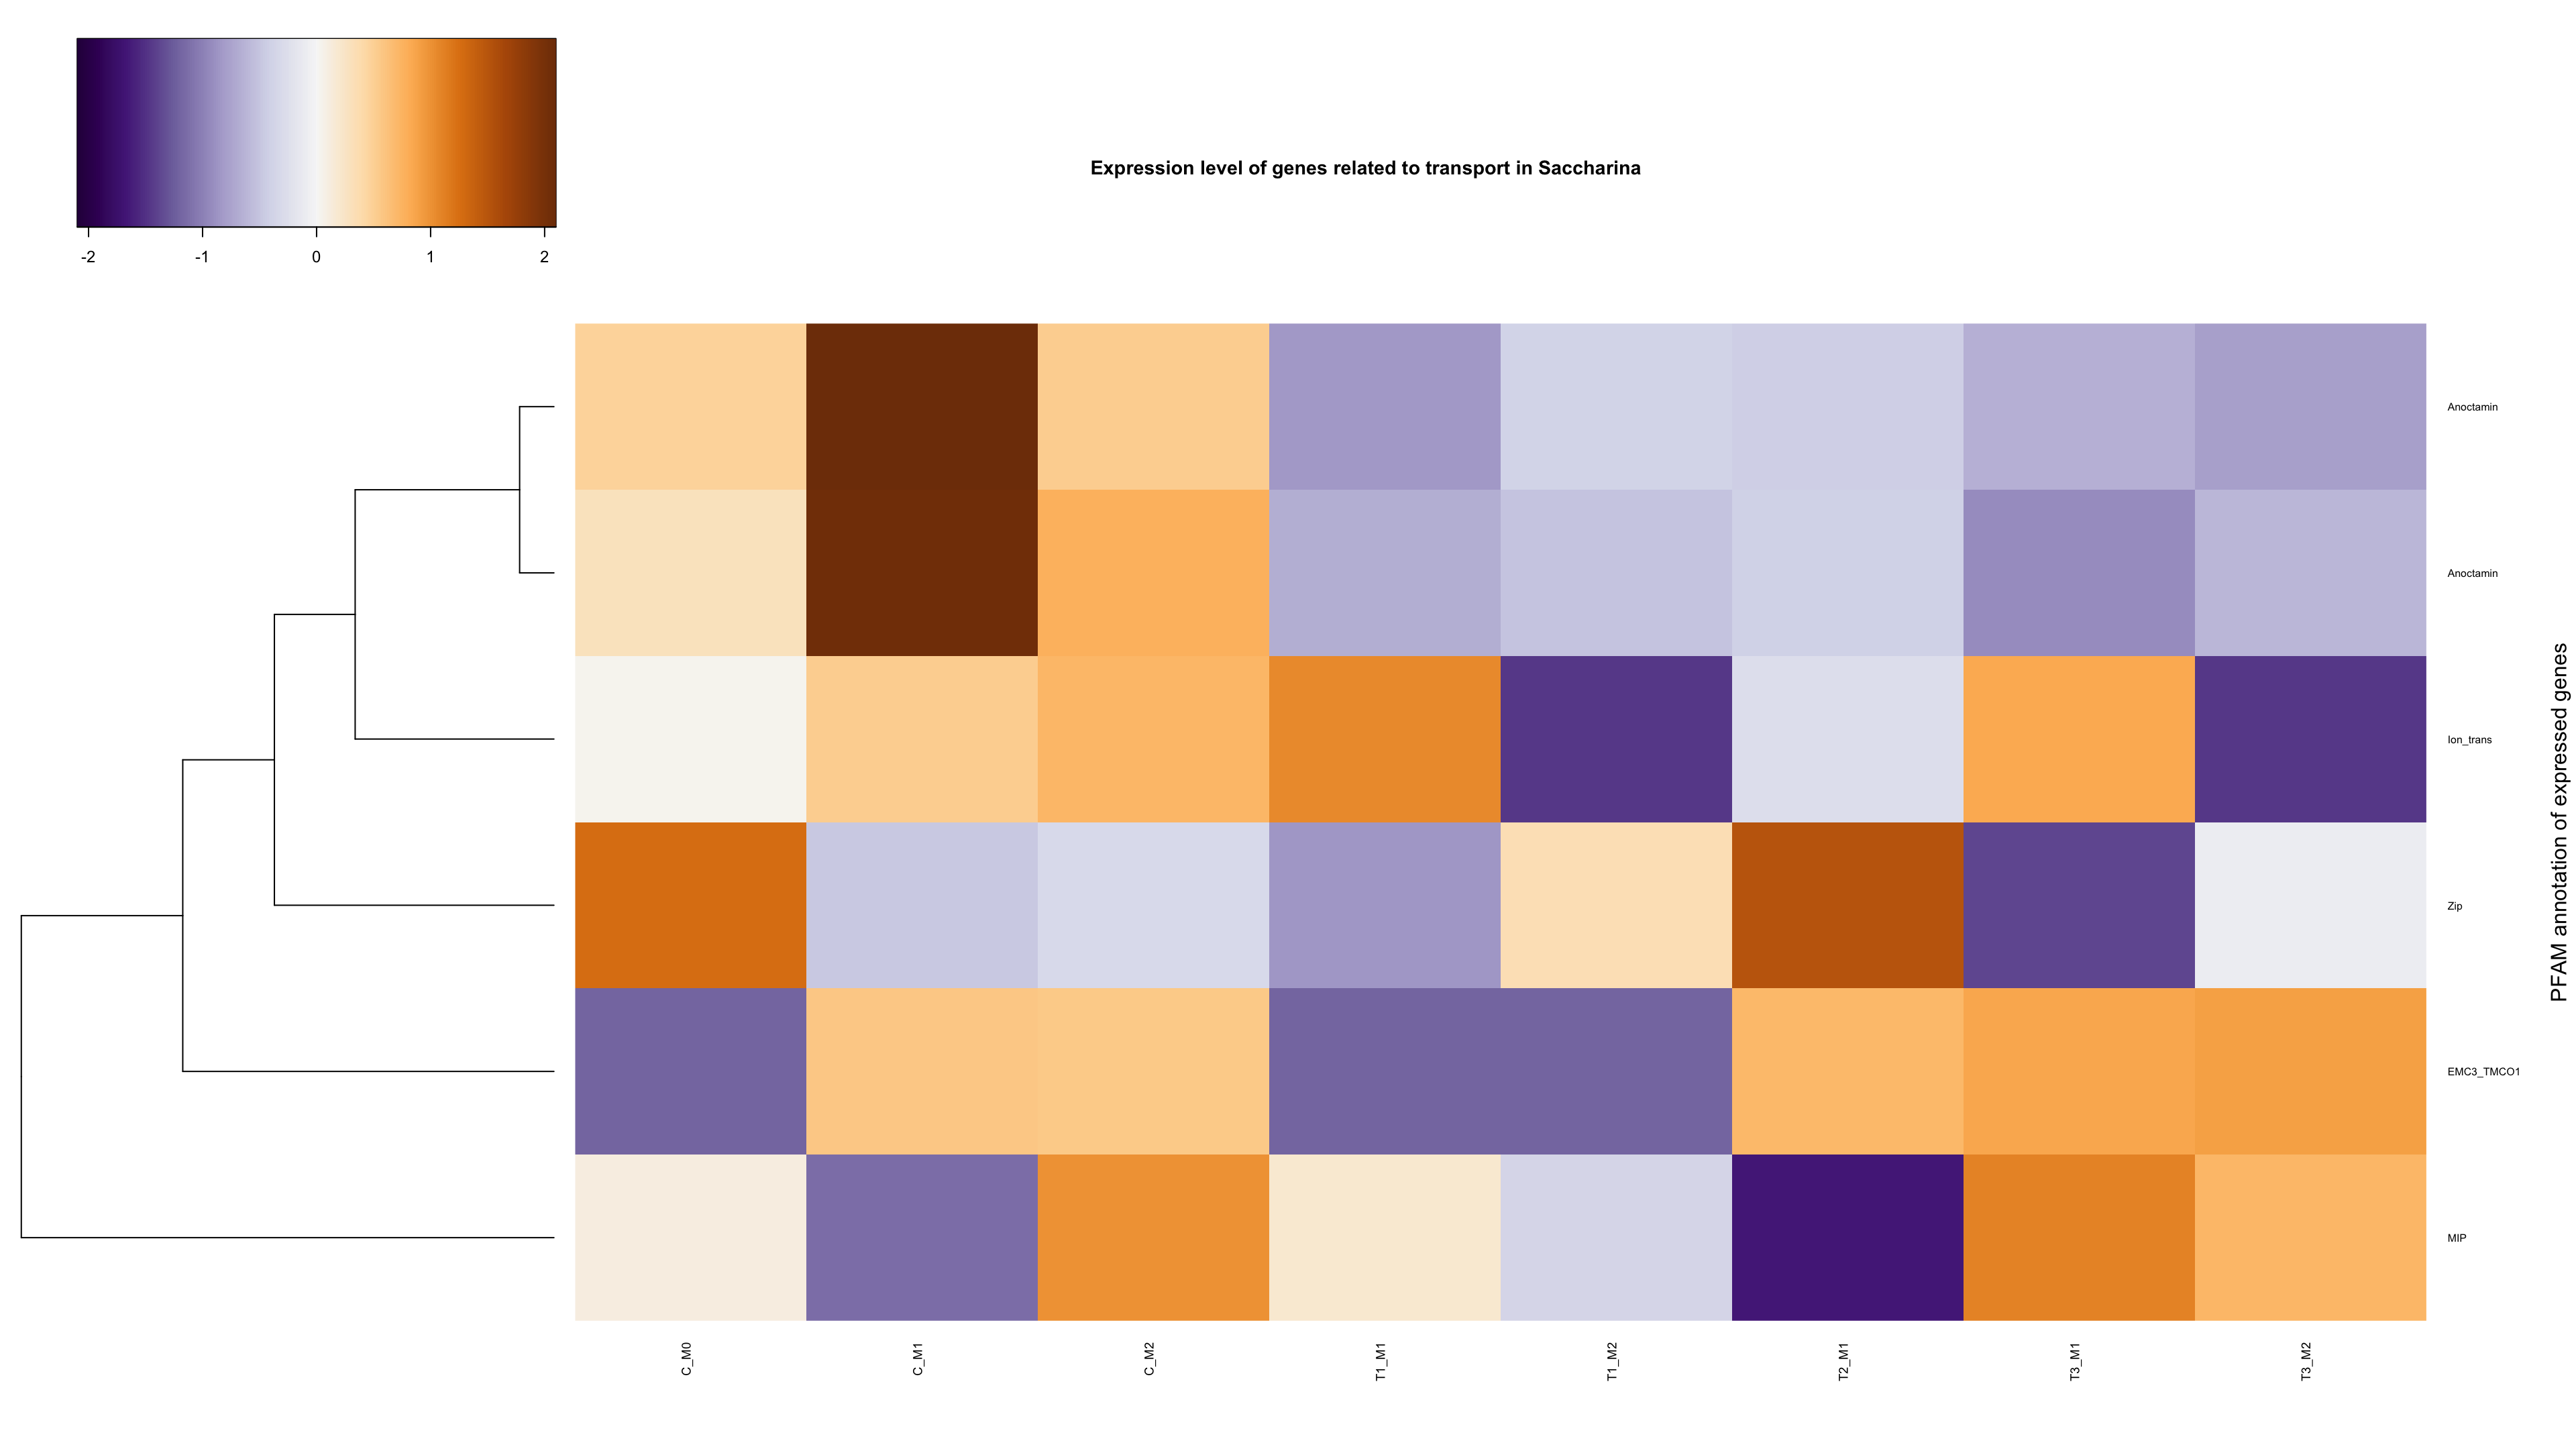 -2 -1 0 1 2
Expression level of genes related to transport in Saccharina
Anoctamin
Anoctamin
Ion_trans
Zip
EMC3_TMCO1
MIP
PFAM annotation of expressed genes
C_M0 C_M1 C_M2 T1_M1 T1_M2 T2_M1 T3_M1 T3_M2